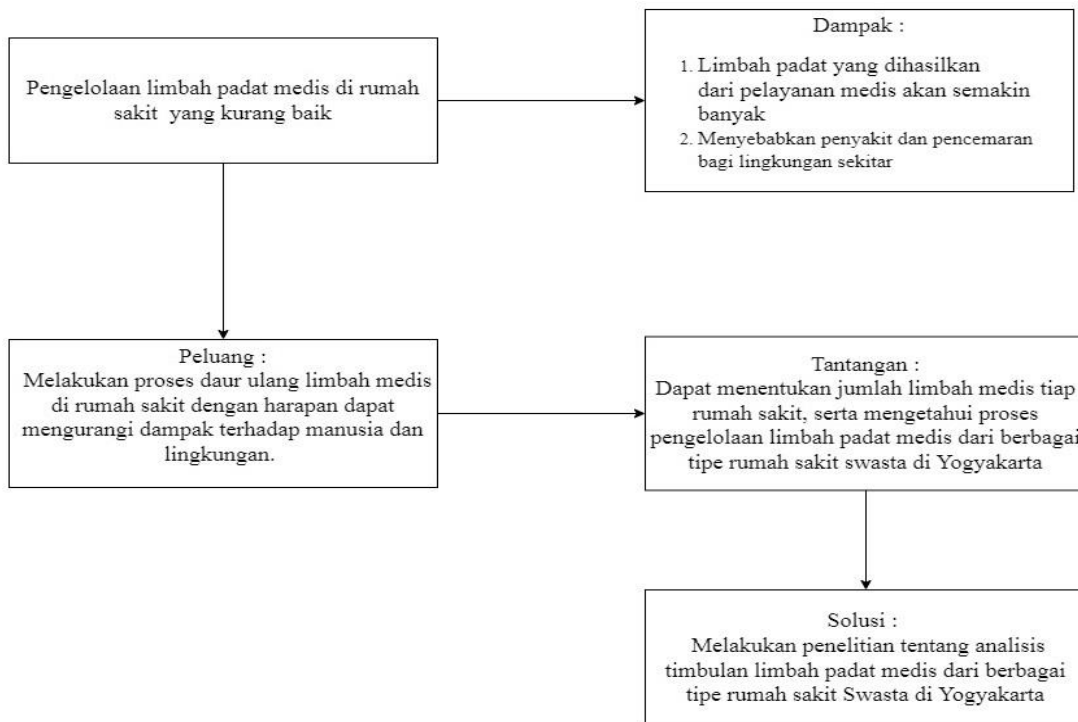 Pengelolaan limbah padat medis di rumah
sakit yang kurang baik
Dampak :
1. Limbah padat yang dihasilkan
dari pelayanan medis akan semakin
banyak
2. Menyebabkan penyakit dan pencemaran
bagi lingkungan sekitar
Peluang :
Melakukan proses daur ulang limbah medis
di rumah sakit dengan harapan dapat
mengurangi dampak terhadap manusia dan
lingkungan.
Tantangan :
Dapat menentukan jumlah limbah medis tiap
rumah sakit, serta mengetahui proses
pengelolaan limbah padat medis dari berbagai
tipe rumah sakit swasta di Yogyakarta
Solusi :
Melakukan penelitian tentang analisis
timbulan limbah padat medis dari berbagai
tipe rumah sakit Swasta di Yogyakarta